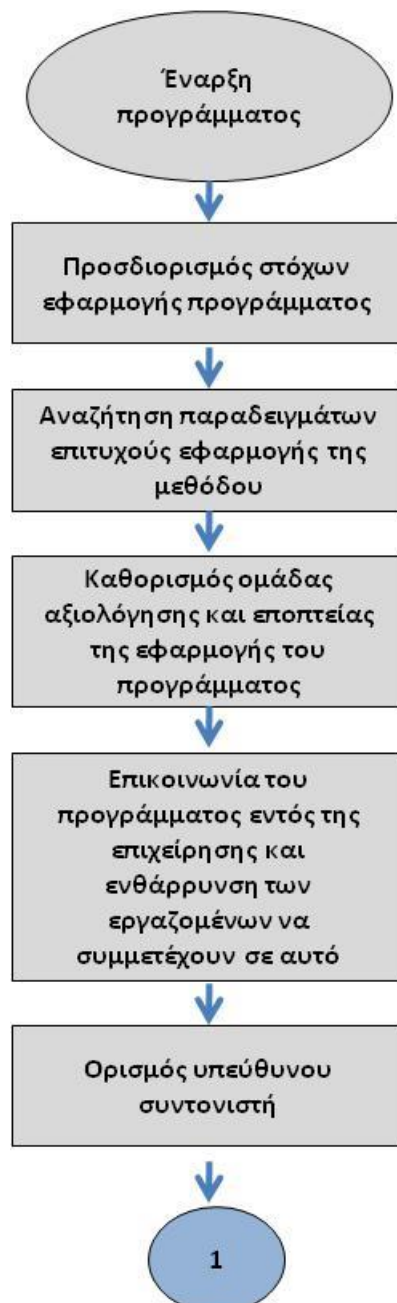 Έναρξη
προγράμματος
Προσδιορισμός στόχων
εφαρμογής προγράμματος
Αναζήτηση παραδειγμάτων
επιτυχούς εφαρμογής της
μεθόδου
Καθορισμός ομάδας
αξιολόγησης και εποπτείας
της εφαρμογής του
προγράμματος
Επικοινωνία του
προγράμματος εντός της
επιχείρησης και
ενθάρρυνση των
εργαζομένων να
συμμετέχουν σε αυτό
Ορισμός υπεύθυνου
συντονιστή
1